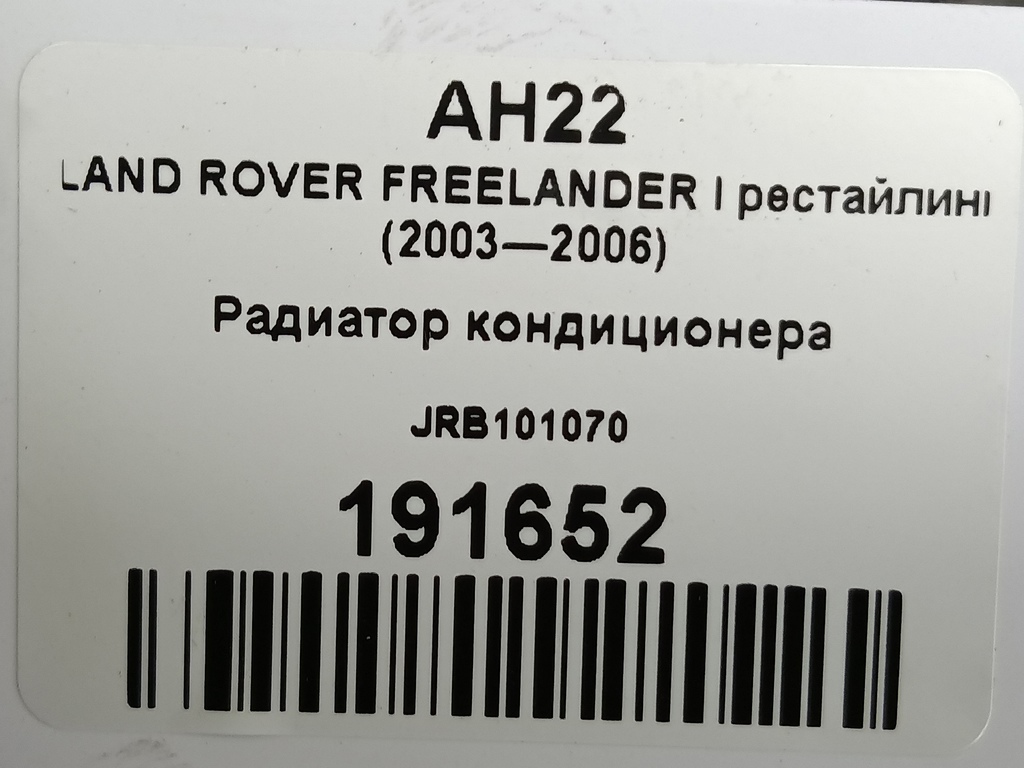 AH22
LAND ROVER FREELANDER I рестайлинг
(2003—2006)
Радиатор кондиционера
JRB101070
191652